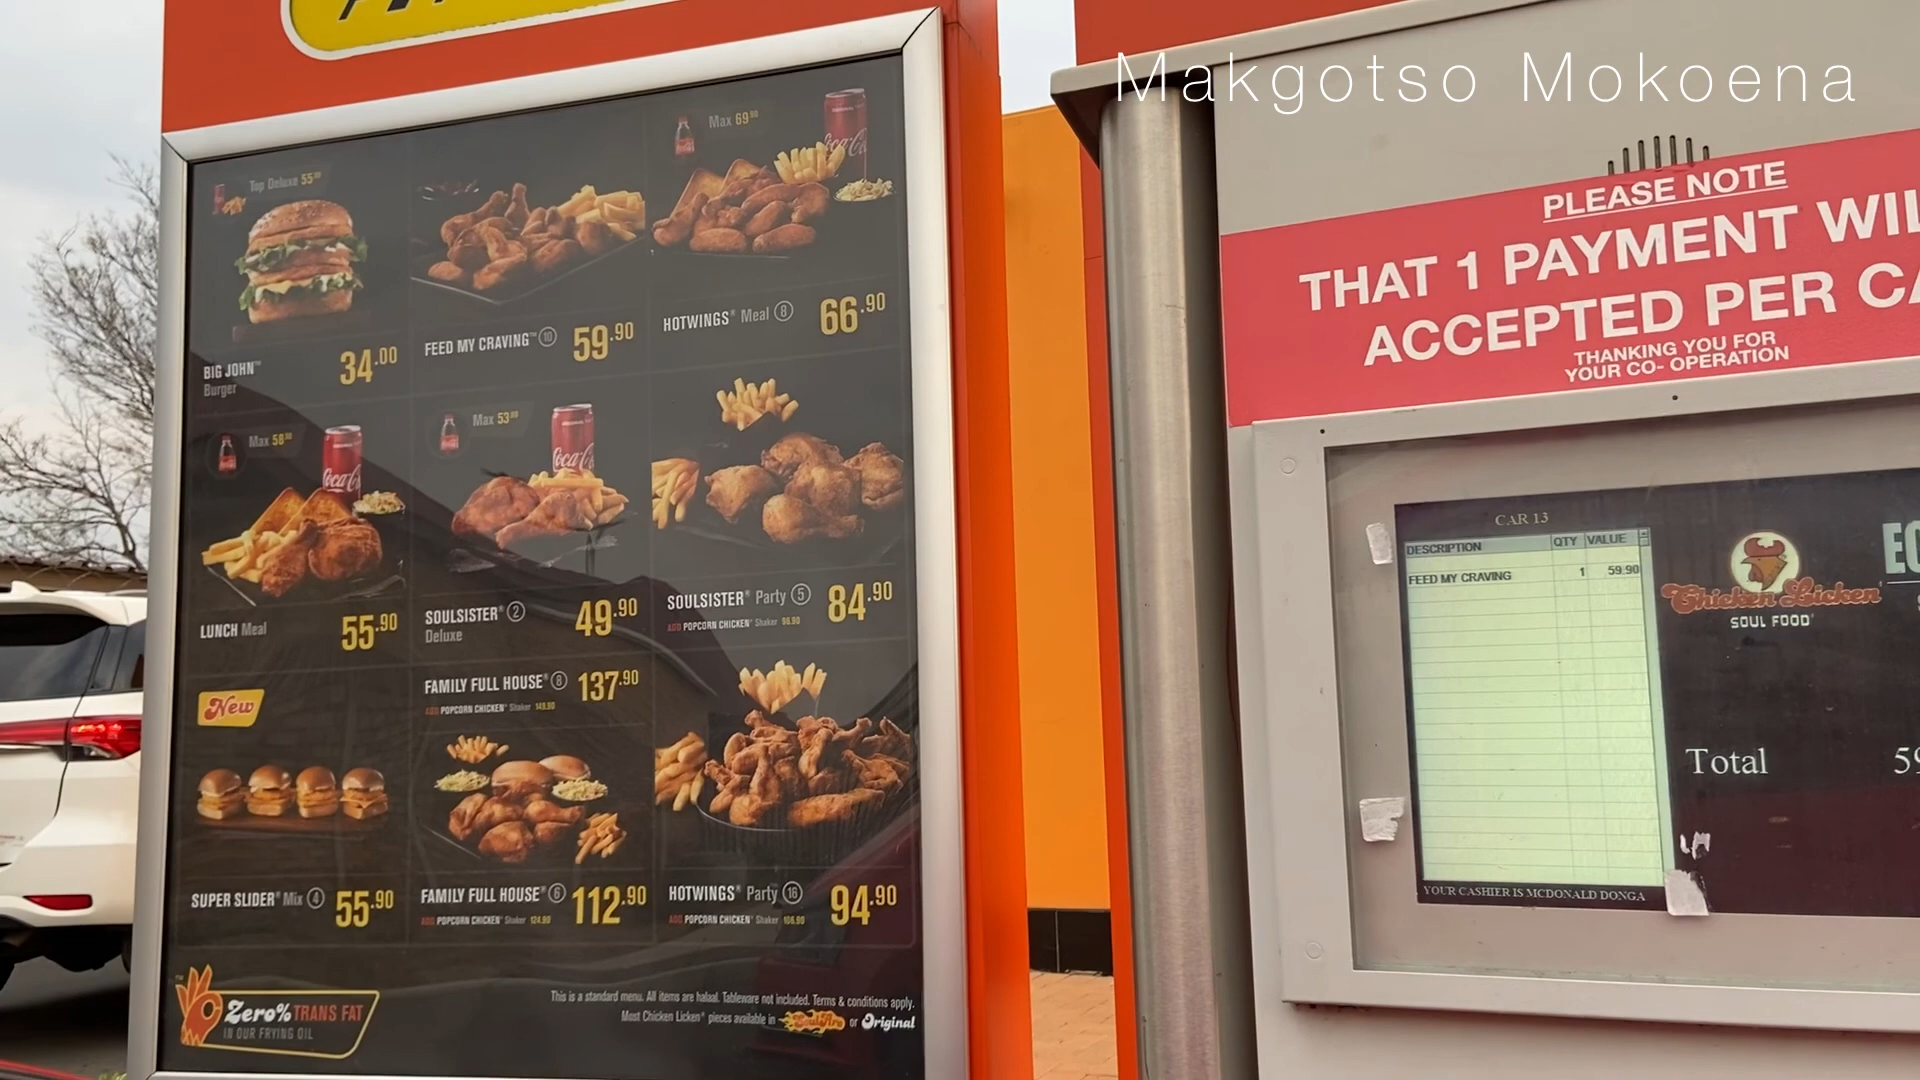 Makgotso Mokoena
Top Deluxe 55
BIG JOHN™
Burger
34.00
FEED MY CRAVING™ 10
59.90
Max 69.90
HOTWINGS® Meal 8
66.90
Max 58
LUNCH Meal
55.90
Max 53
SOULSISTER® 2
Deluxe
49.90
SOULSISTER® Party 5
84.90
ADD POPCORN CHICKEN® Shaker 96.90
New
SUPER SLIDER® Mix 4
55.90
FAMILY FULL HOUSE® 8
137.90
ADD POPCORN CHICKEN® Shaker 149.90
FAMILY FULL HOUSE® 6
112.90
ADD POPCORN CHICKEN® Shaker 124.90
HOTWINGS® Party 16
94.90
ADD POPCORN CHICKEN® Shaker 106.90
Zero% TRANS FAT
IN OUR FRYING OIL
This is a standard menu. All items are halaal. Tableware not included. Terms & conditions apply.
Most Chicken Licken® pieces available in SoulFire or Original
PLEASE NOTE
THAT 1 PAYMENT WIL
ACCEPTED PER CA
THANKING YOU FOR
YOUR CO- OPERATION
CAR 13
DESCRIPTION QTY VALUE
FEED MY CRAVING 1 59.90
Chicken Licken®
SOUL FOOD®
Total 59
YOUR CASHIER IS MCDONALD DONGA